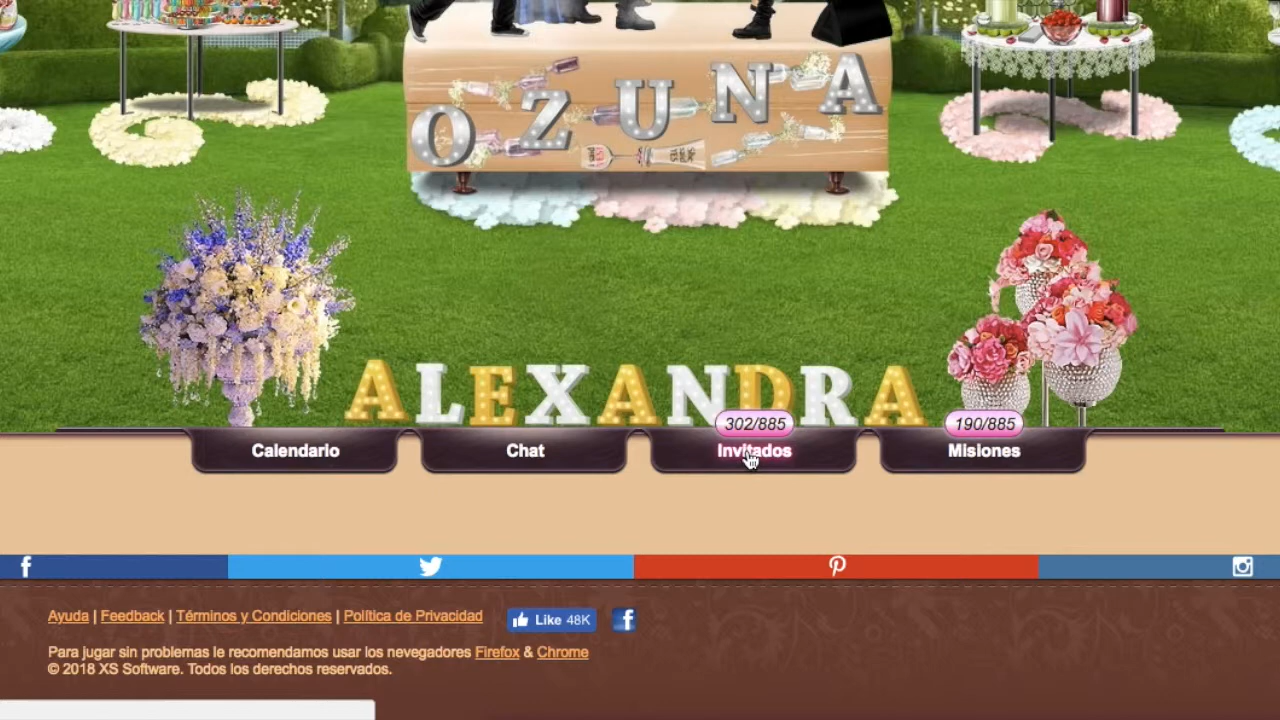 OZUNA
ALEXANDRA
302/885
190/885
Calendario
Chat
Invitados
Misiones
Ayuda | Feedback | Términos y Condiciones | Política de Privacidad
Like 48K
Para jugar sin problemas le recomendamos usar los nevegadores Firefox & Chrome
© 2018 XS Software. Todos los derechos reservados.